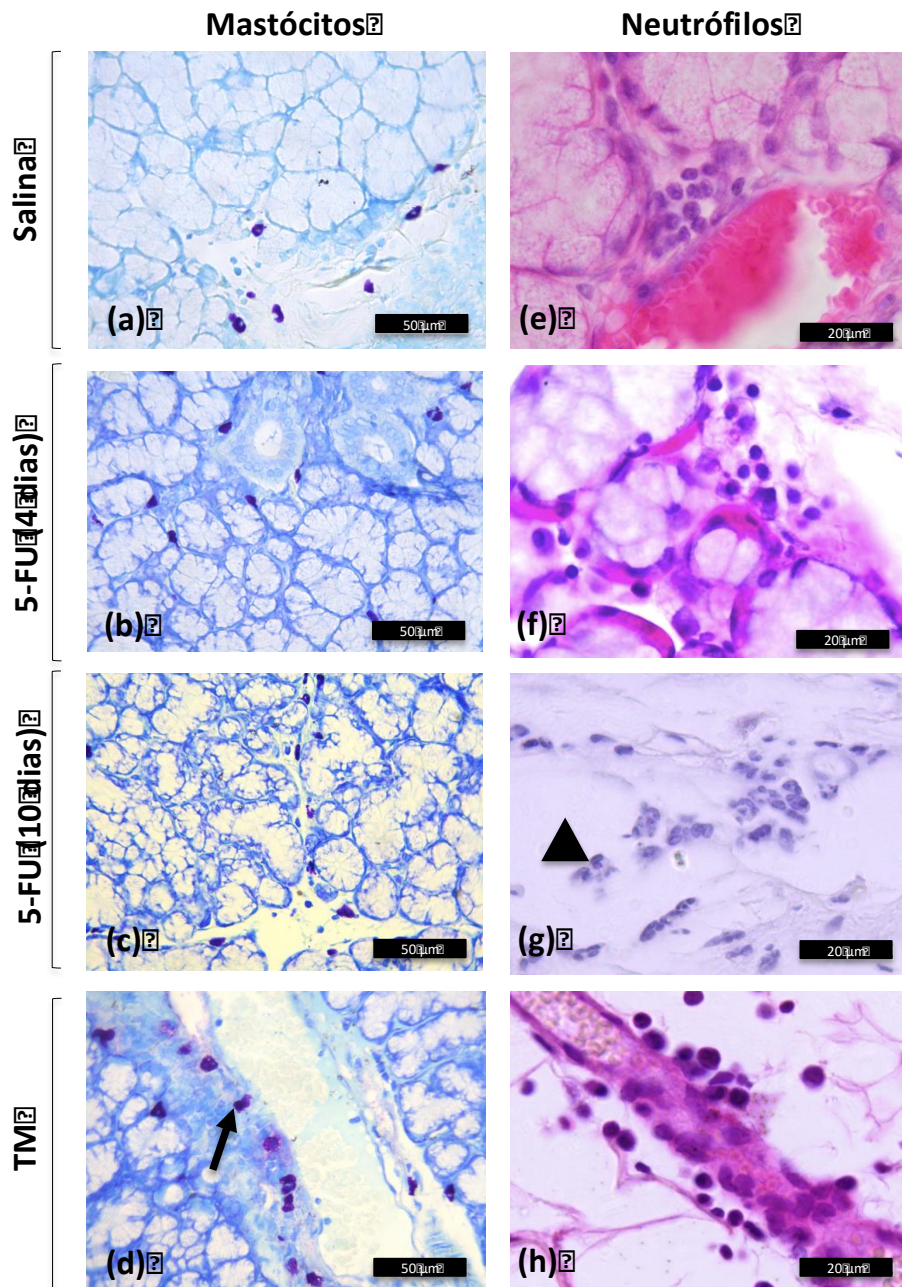 Mastócitos Neutrófilos
Salina
(a) 50 µm (e) 20 µm
5-FU (4 dias)
(b) 50 µm (f) 20 µm
5-FU (10 dias)
(c) 50 µm (g) 20 µm
TM
(d) 50 µm (h) 20 µm